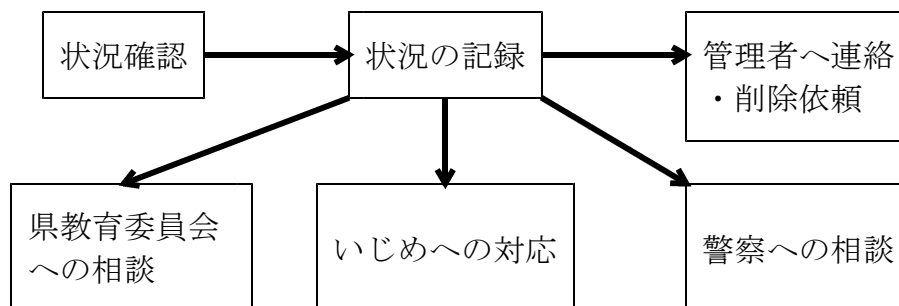 状況確認
状況の記録
管理者へ連絡
・削除依頼
県教育委員会
への相談
いじめへの対応
警察への相談